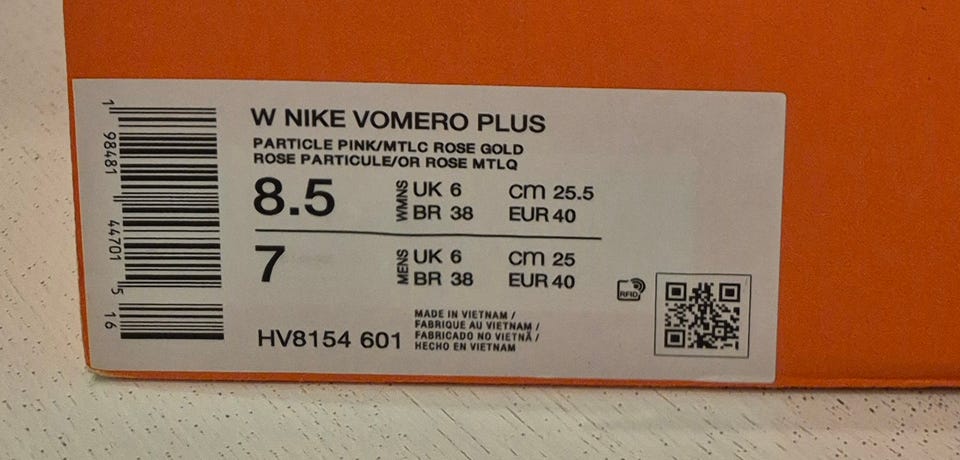 W NIKE VOMERO PLUS
PARTICLE PINK/MTLC ROSE GOLD
ROSE PARTICULE/OR ROSE MTLQ
8.5 WMNS UK 6 cm 25.5
BR 38 EUR 40
7 MENS UK 6 cm 25
BR 38 EUR 40
HV8154 601
MADE IN VIETNAM /
FABRIQUE AU VIETNAM /
FABRICADO NO VIETNÃ /
HECHO EN VIETNAM
RFID
1 98481 44701 5 16